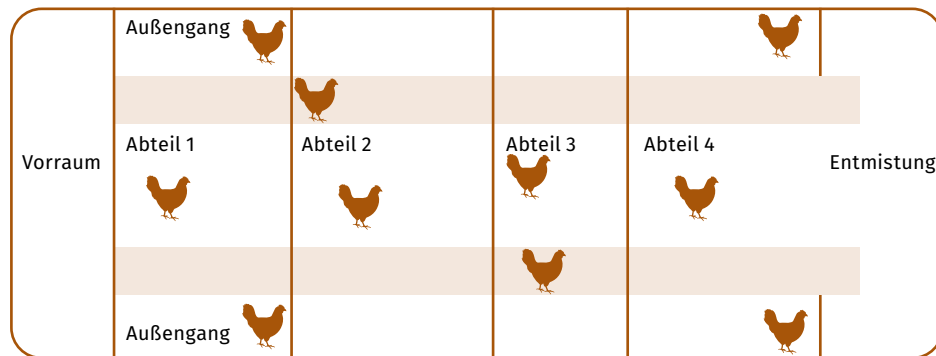 Außengang
Vorraum
Abteil 1
Abteil 2
Abteil 3
Abteil 4
Entmistung
Außengang